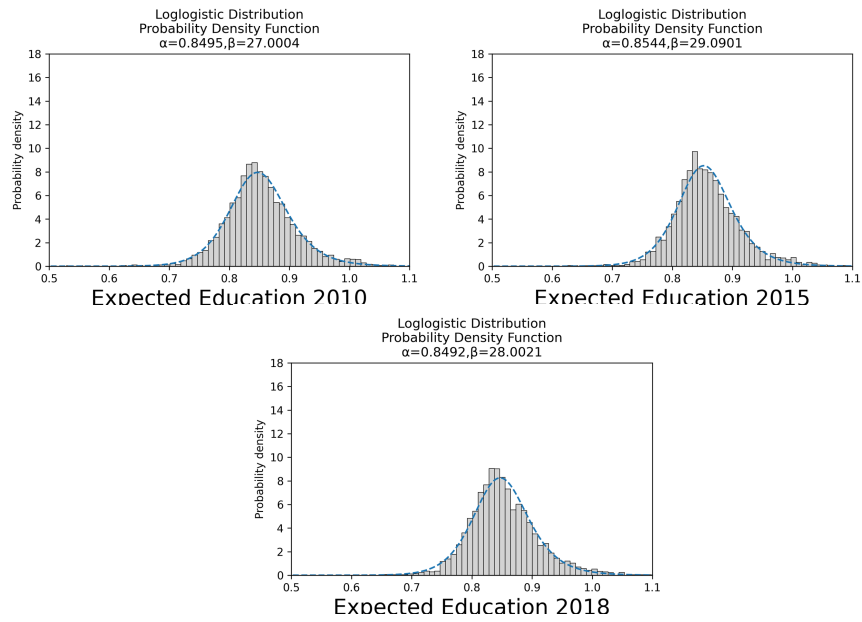 Loglogistic Distribution
Probability Density Function
α=0.8495,β=27.0004
18
16
14
12
10
8
6
4
2
0
Probability density
0.5 0.6 0.7 0.8 0.9 1.0 1.1
Expected Education 2010
Loglogistic Distribution
Probability Density Function
α=0.8544,β=29.0901
18
16
14
12
10
8
6
4
2
0
Probability density
0.5 0.6 0.7 0.8 0.9 1.0 1.1
Expected Education 2015
Loglogistic Distribution
Probability Density Function
α=0.8492,β=28.0021
18
16
14
12
10
8
6
4
2
0
Probability density
0.5 0.6 0.7 0.8 0.9 1.0 1.1
Expected Education 2018